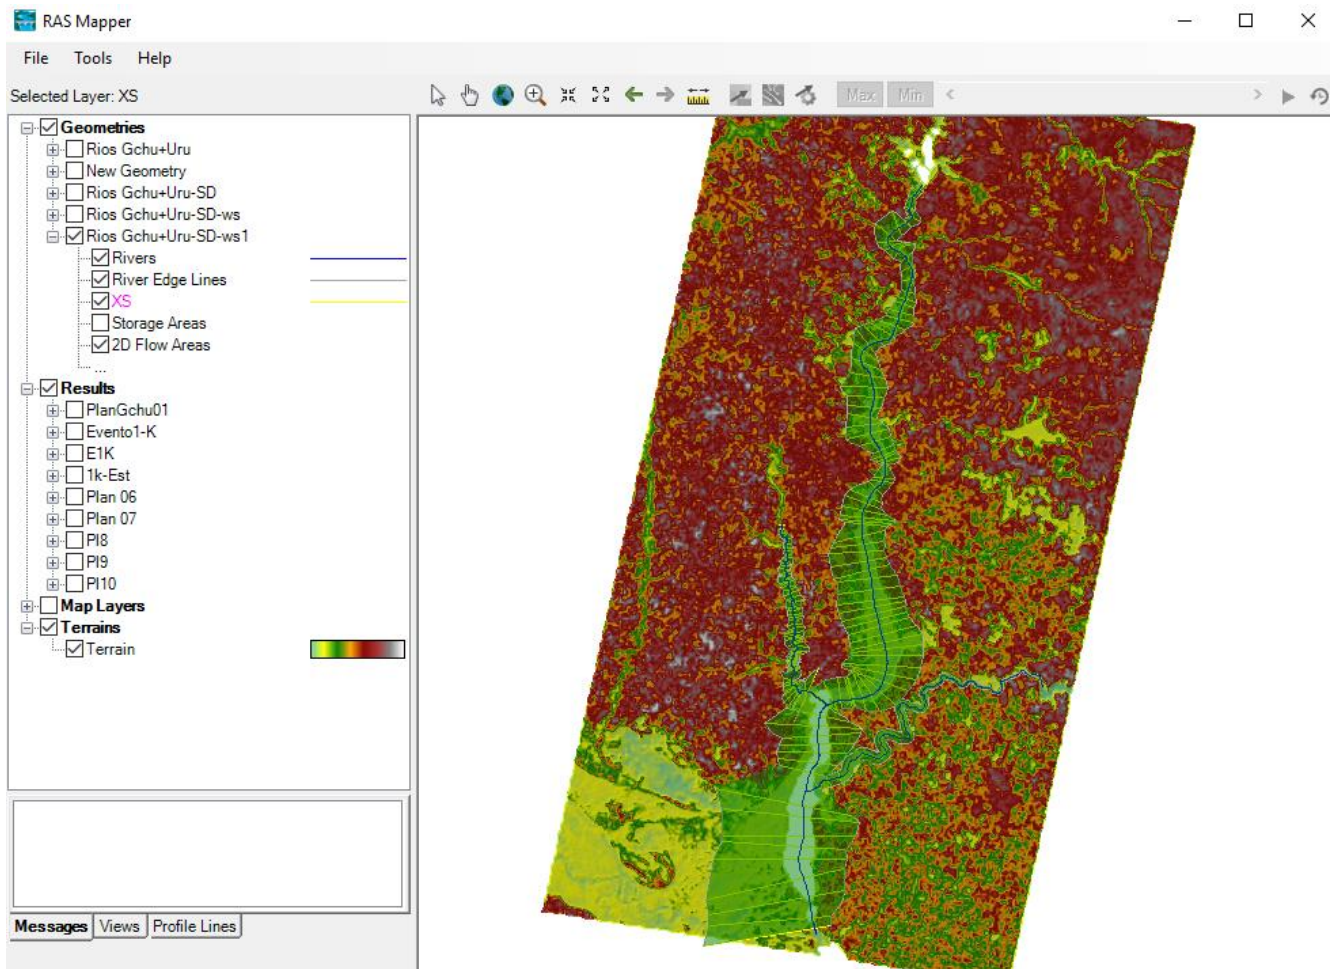 RAS Mapper
File Tools Help
Selected Layer: XS
Max Min
Geometries
Rios Gchu+Uru
New Geometry
Rios Gchu+Uru-SD
Rios Gchu+Uru-SD-ws
Rios Gchu+Uru-SD-ws1
Rivers
River Edge Lines
XS
Storage Areas
2D Flow Areas
...
Results
PlanGchu01
Evento1-K
E1K
1k-Est
Plan 06
Plan 07
Pl8
Pl9
Pl10
Map Layers
Terrains
Terrain
Messages Views Profile Lines